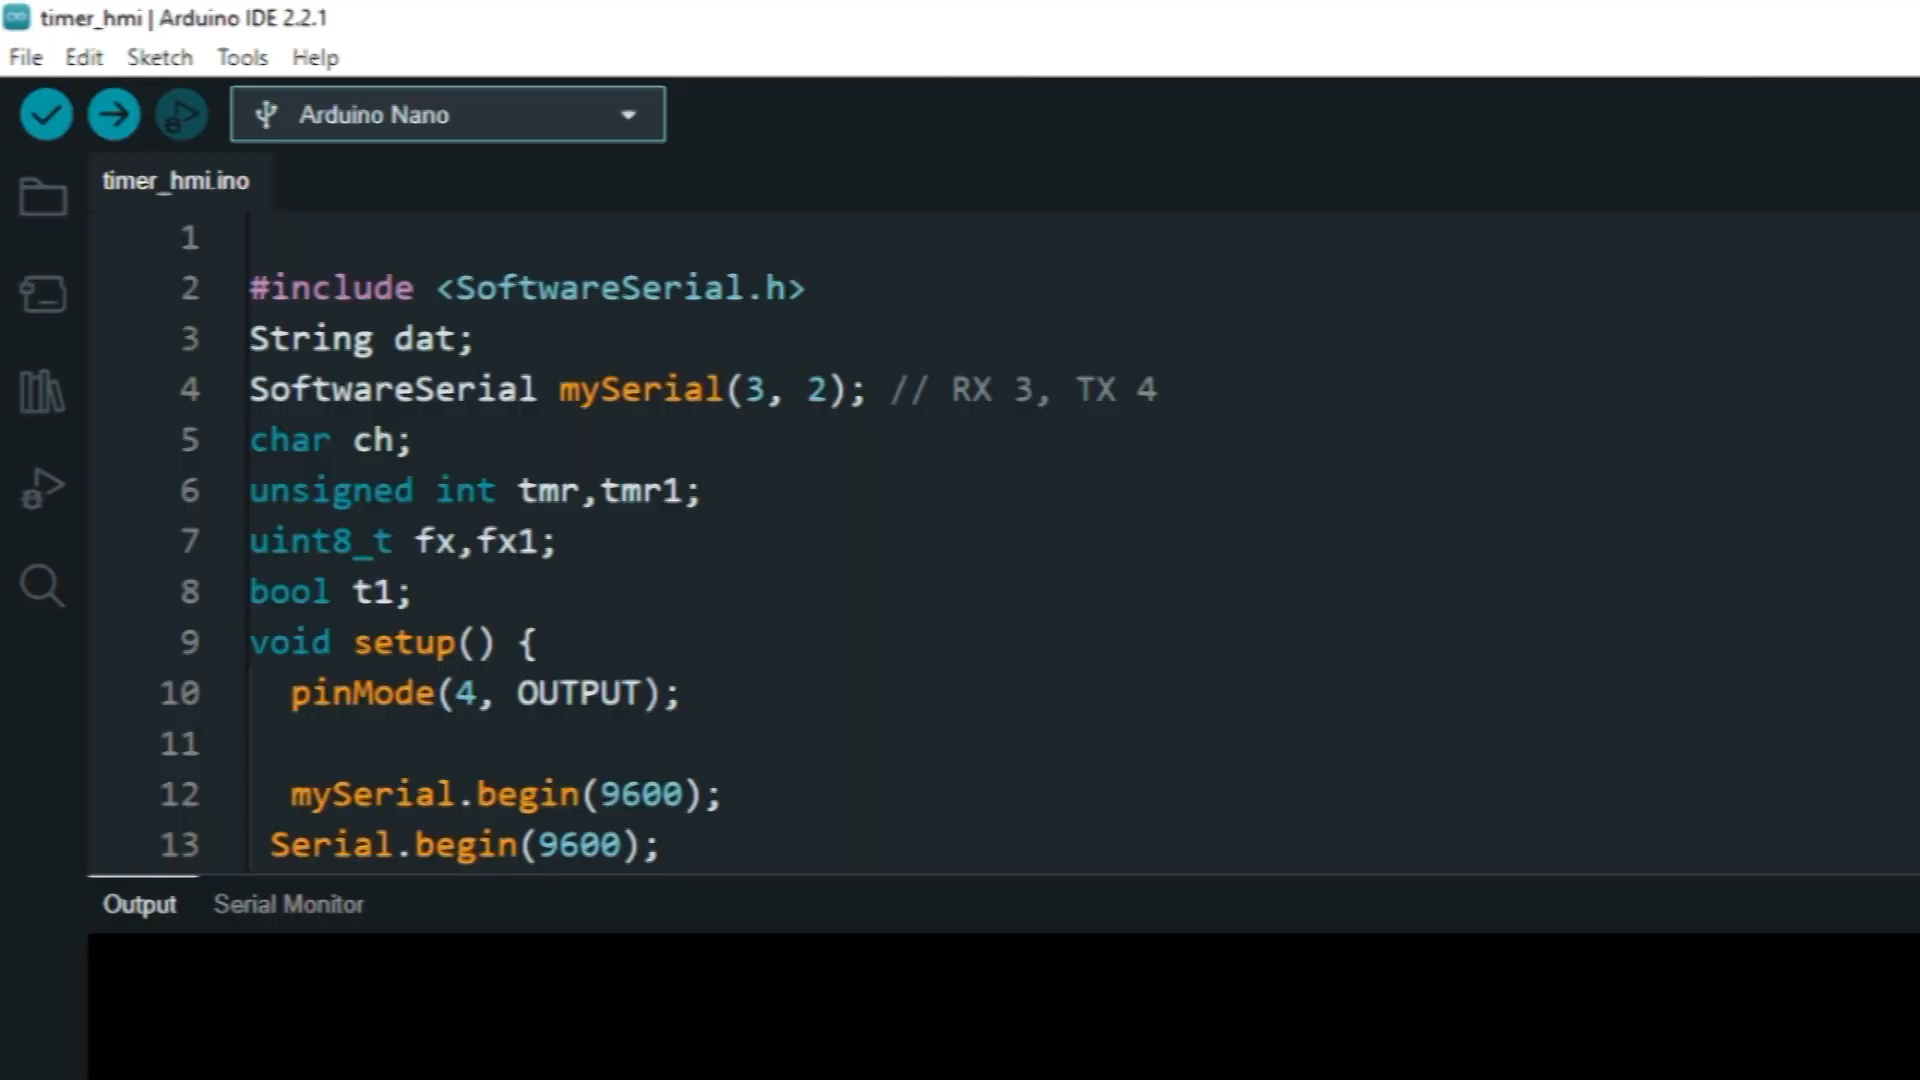 timer_hmi | Arduino IDE 2.2.1
File Edit Sketch Tools Help
Arduino Nano
timer_hmi.ino
1
2 #include <SoftwareSerial.h>
3 String dat;
4 SoftwareSerial mySerial(3, 2); // RX 3, TX 4
5 char ch;
6 unsigned int tmr,tmr1;
7 uint8_t fx,fx1;
8 bool t1;
9 void setup() {
10 pinMode(4, OUTPUT);
11
12 mySerial.begin(9600);
13 Serial.begin(9600);
Output Serial Monitor